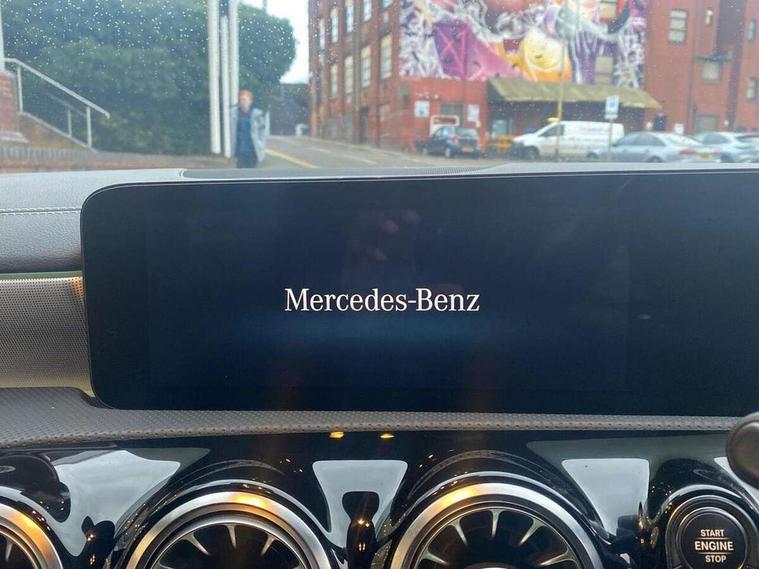 Mercedes-Benz
START
ENGINE
STOP